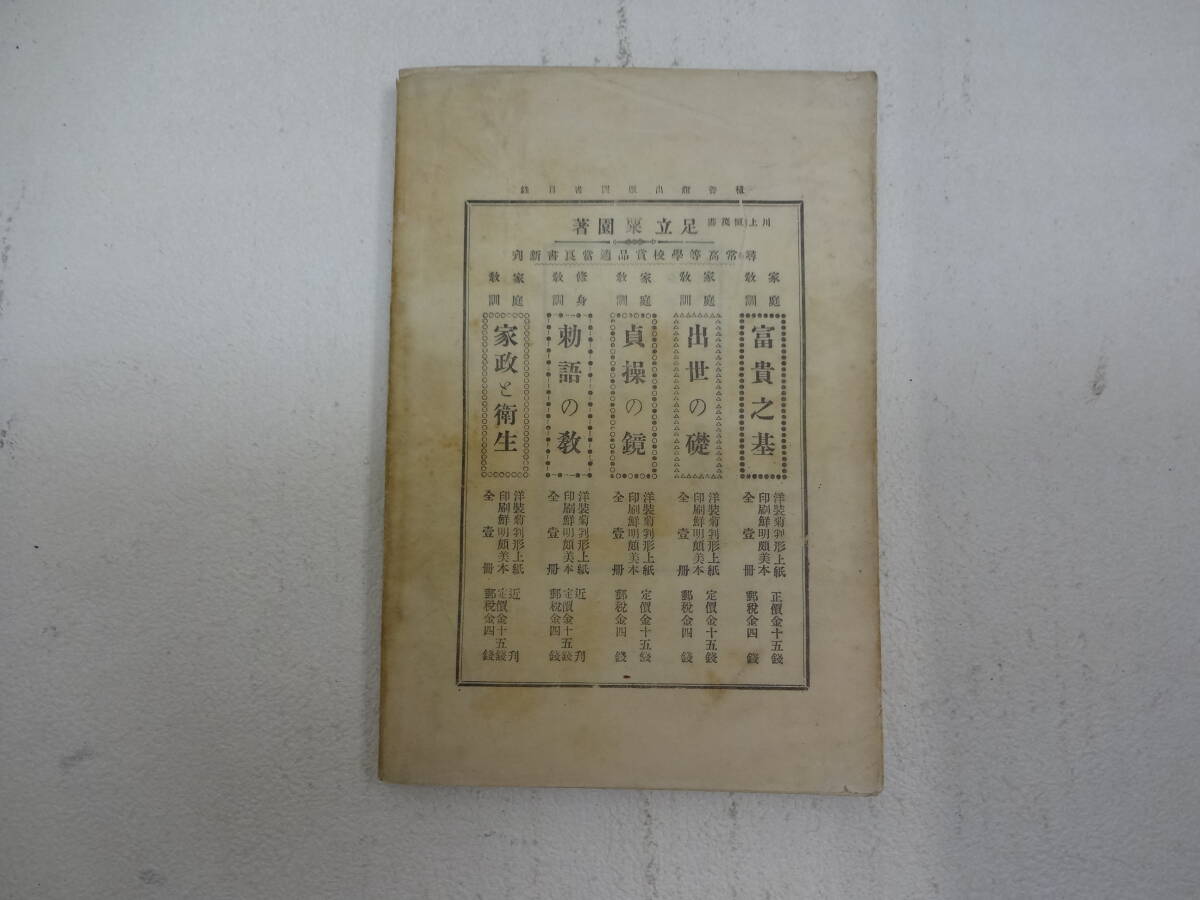 積善館出版圖書目錄
足立栗園著
尋常高等學校賞品適當良書新刊
家庭
教訓
富貴之基
洋裝菊判形上紙
印刷鮮明頗美本
全壹冊
正價金十五錢
郵稅金四錢
家庭
教訓
出世の礎
洋裝菊判形上紙
印刷鮮明頗美本
全壹冊
定價金十五錢
郵稅金四錢
家庭
教訓
貞操の鏡
洋裝菊判形上紙
印刷鮮明頗美本
全壹冊
定價金十五錢
郵稅金四錢
修身
教訓
勅語の教
洋裝菊判形上紙
印刷鮮明頗美本
全壹冊
近刊
定價金十五錢
郵稅金四錢
家庭
教訓
家政と衛生
洋裝菊判形上紙
印刷鮮明頗美本
全壹冊
近刊
定價金十五錢
郵稅金四錢